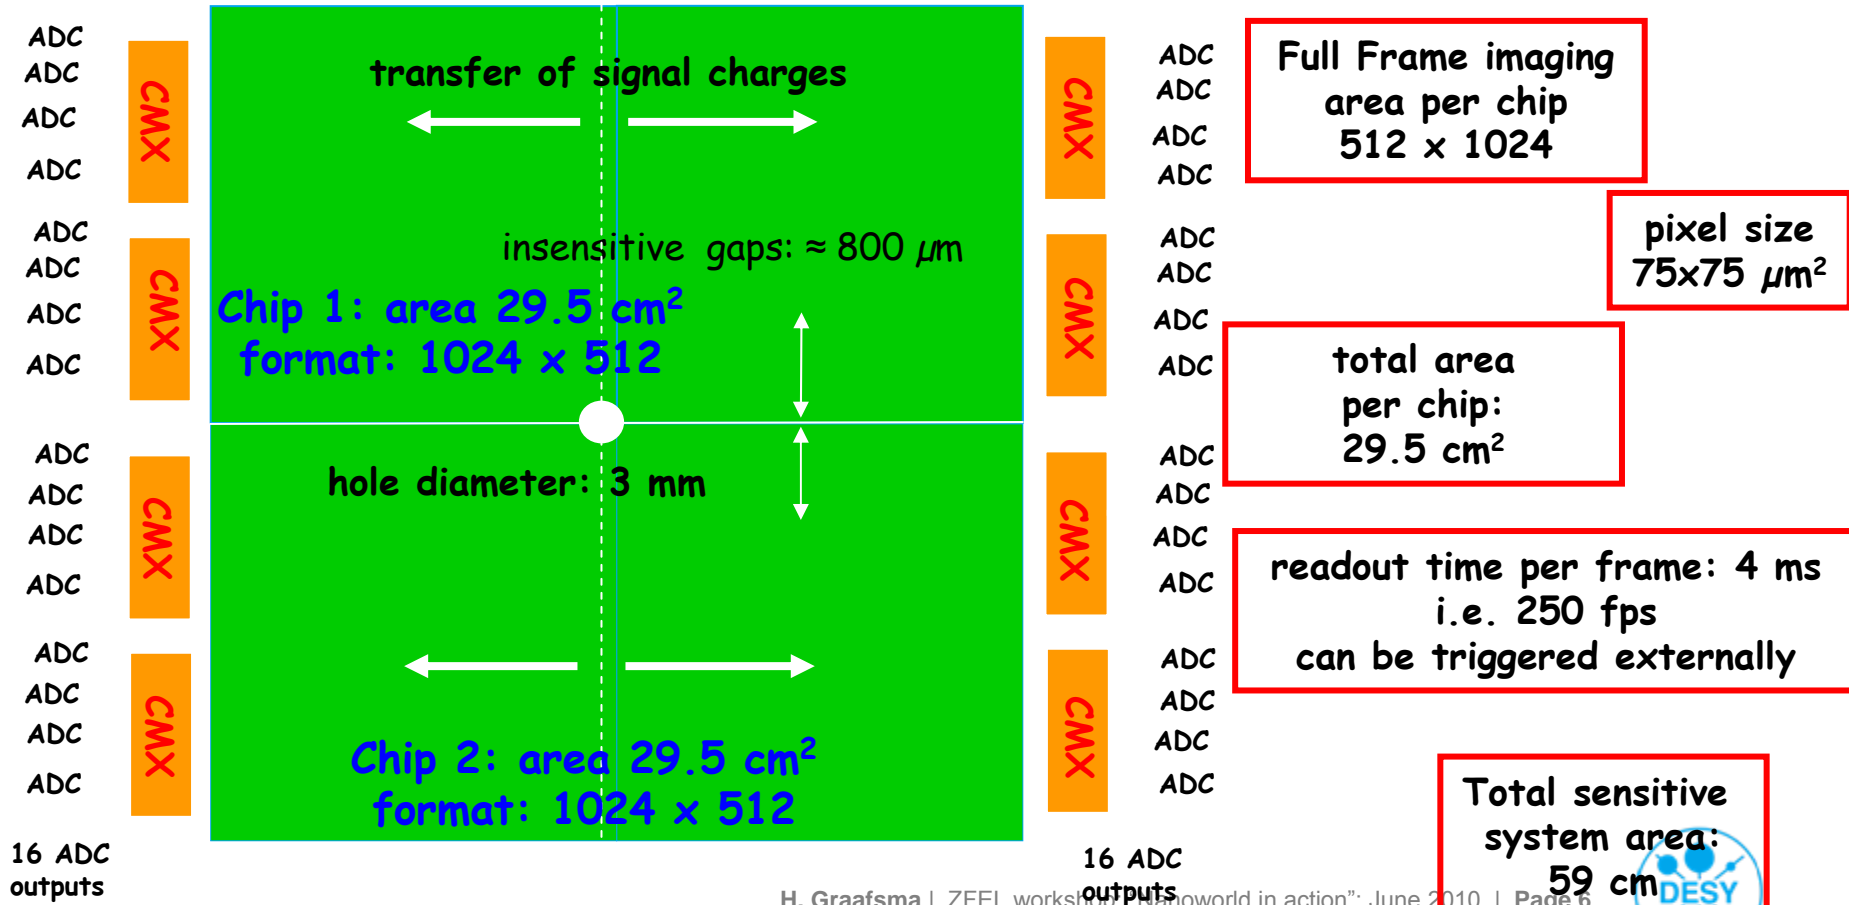 ADC
ADC
ADC
ADC
CMX
ADC
ADC
ADC
ADC
CMX
ADC
ADC
ADC
ADC
CMX
ADC
ADC
ADC
ADC
CMX
16 ADC
outputs
transfer of signal charges
insensitive gaps: ≈ 800 µm
Chip 1: area 29.5 cm²
format: 1024 x 512
hole diameter: 3 mm
Chip 2: area 29.5 cm²
format: 1024 x 512
CMX
ADC
ADC
ADC
ADC
CMX
ADC
ADC
ADC
ADC
CMX
ADC
ADC
ADC
ADC
CMX
ADC
ADC
ADC
ADC
16 ADC
outputs
Full Frame imaging
area per chip
512 x 1024
pixel size
75x75 µm²
total area
per chip:
29.5 cm²
readout time per frame: 4 ms
i.e. 250 fps
can be triggered externally
Total sensitive
system area:
59 cm
DESY
H. Graafsma | ZFEL workshop "Nanoworld in action": June 2010 | Page 6